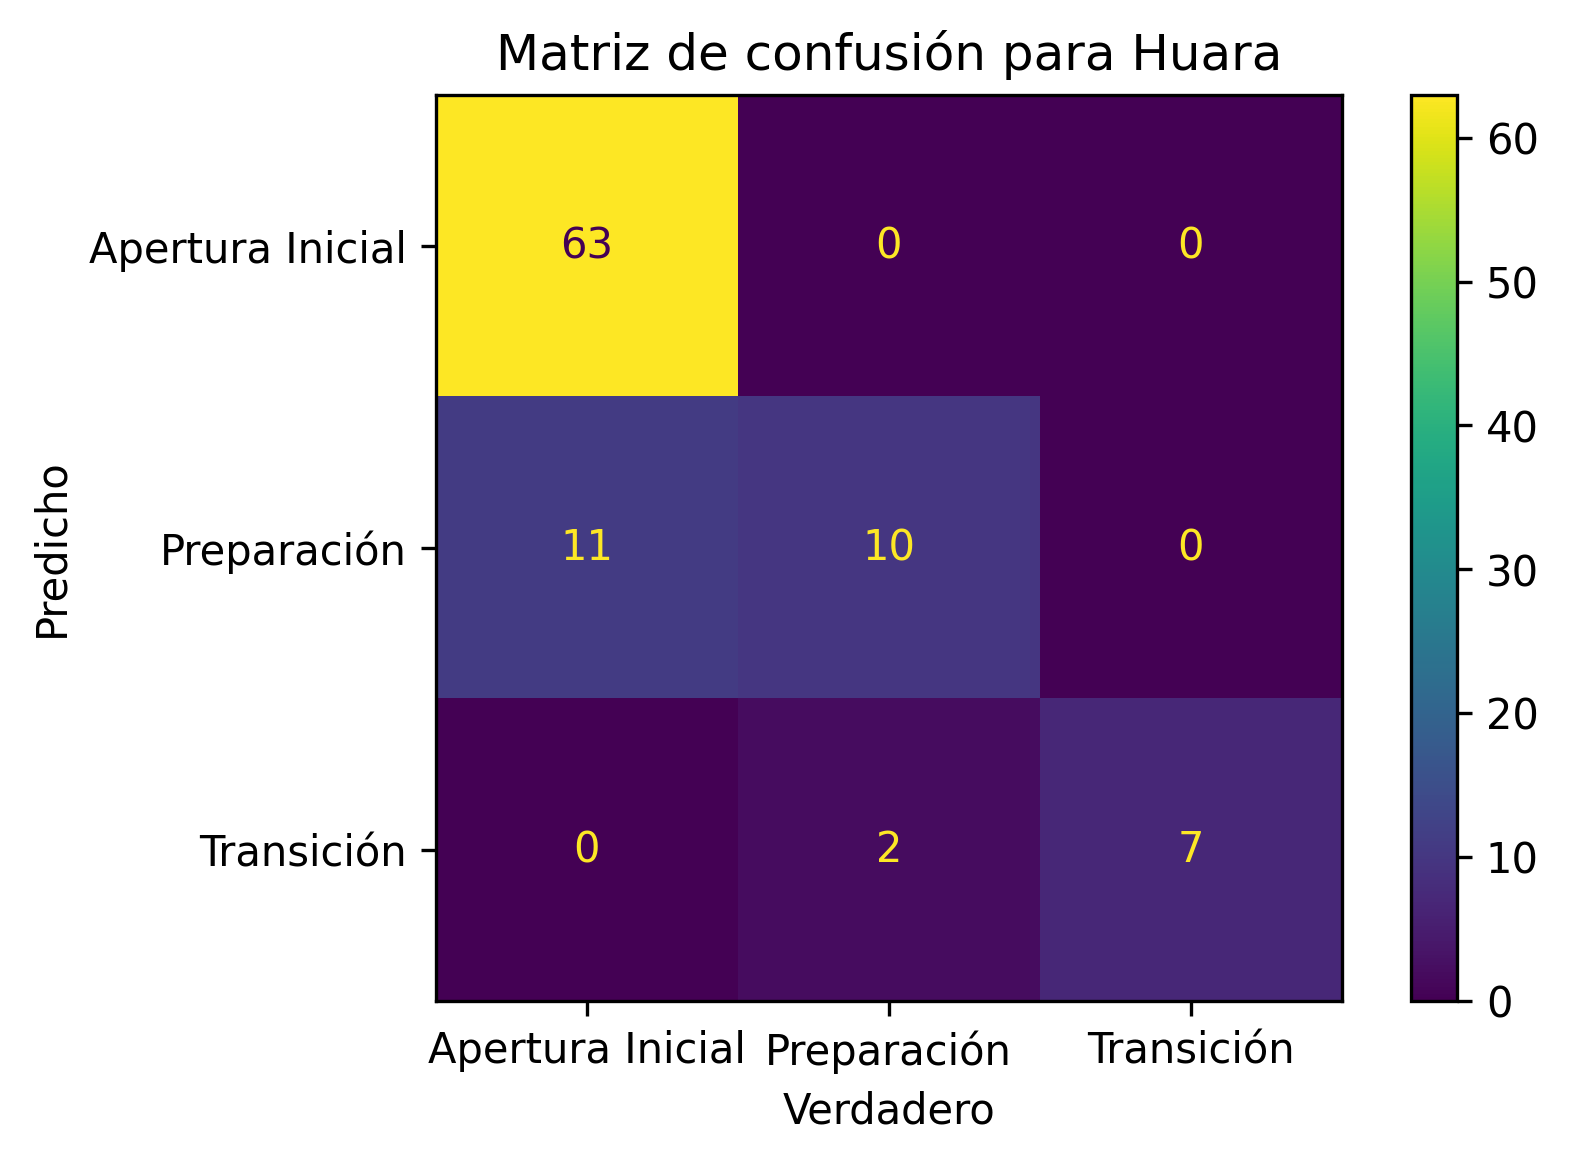 Matriz de confusión para Huara
Predicho
Apertura Inicial
63
0
0
Preparación
11
10
0
Transición
0
2
7
Apertura Inicial
Preparación
Transición
Verdadero
60
50
40
30
20
10
0